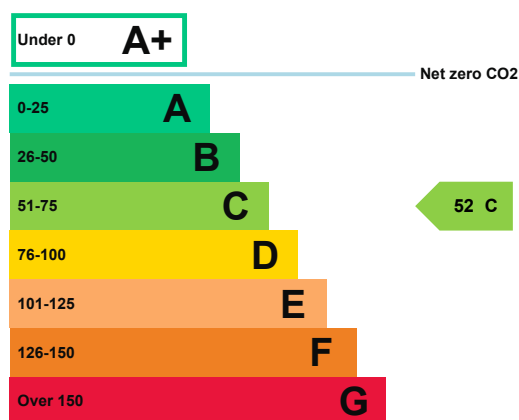 Under 0 A+
Net zero CO2
0-25 A
26-50 B
51-75 C
52 C
76-100 D
101-125 E
126-150 F
Over 150 G